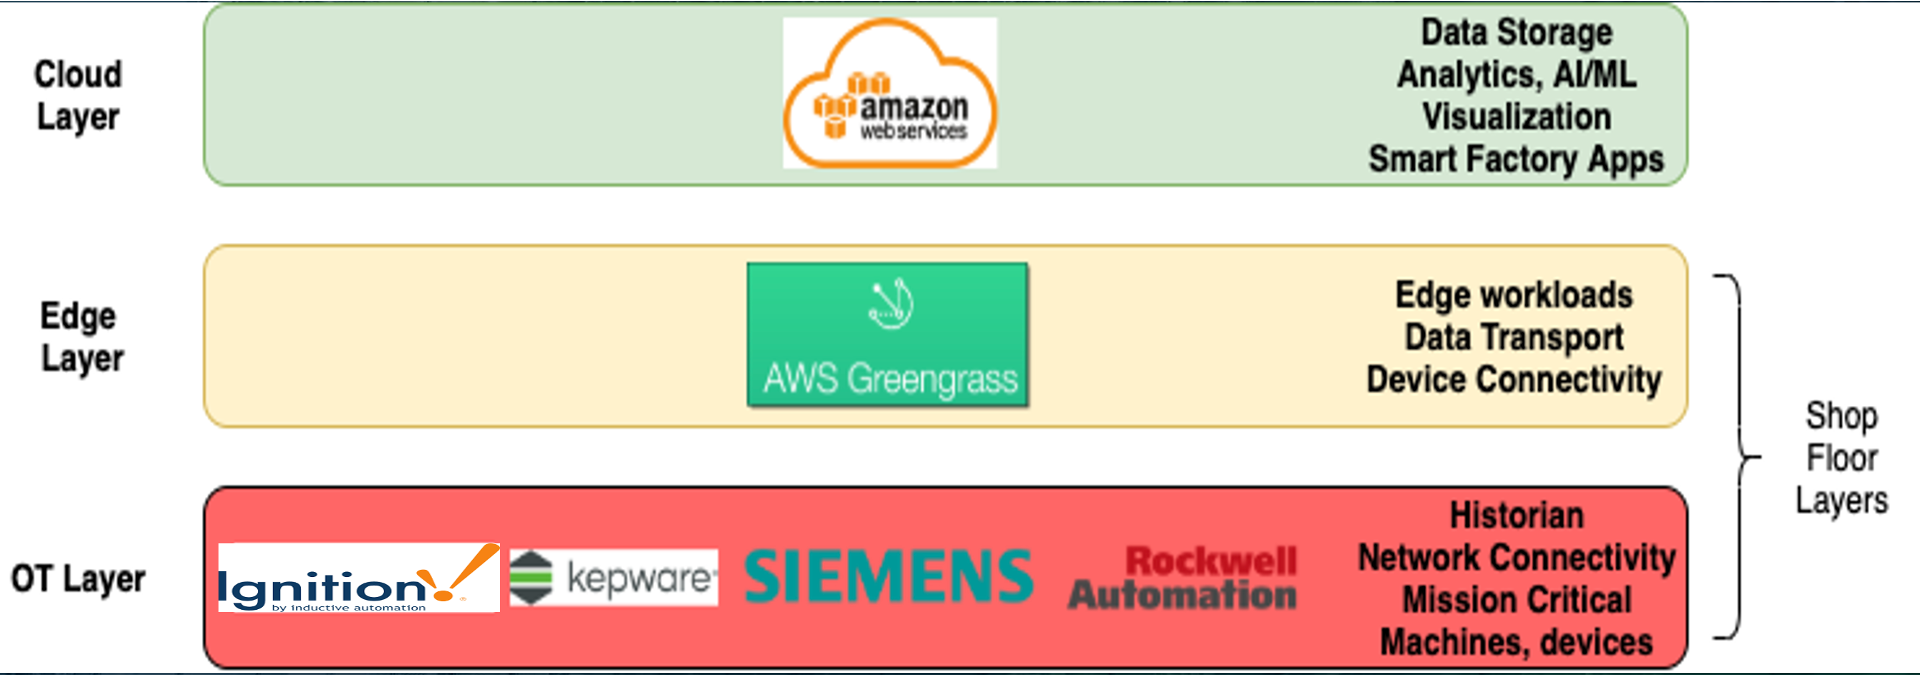 Cloud
Layer
amazon
webservices
Data Storage
Analytics, AI/ML
Visualization
Smart Factory Apps
Edge
Layer
AWS Greengrass
Edge workloads
Data Transport
Device Connectivity
Shop
Floor
Layers
OT Layer
Ignition!
by inductive automation
kepware
SIEMENS
Rockwell
Automation
Historian
Network Connectivity
Mission Critical
Machines, devices